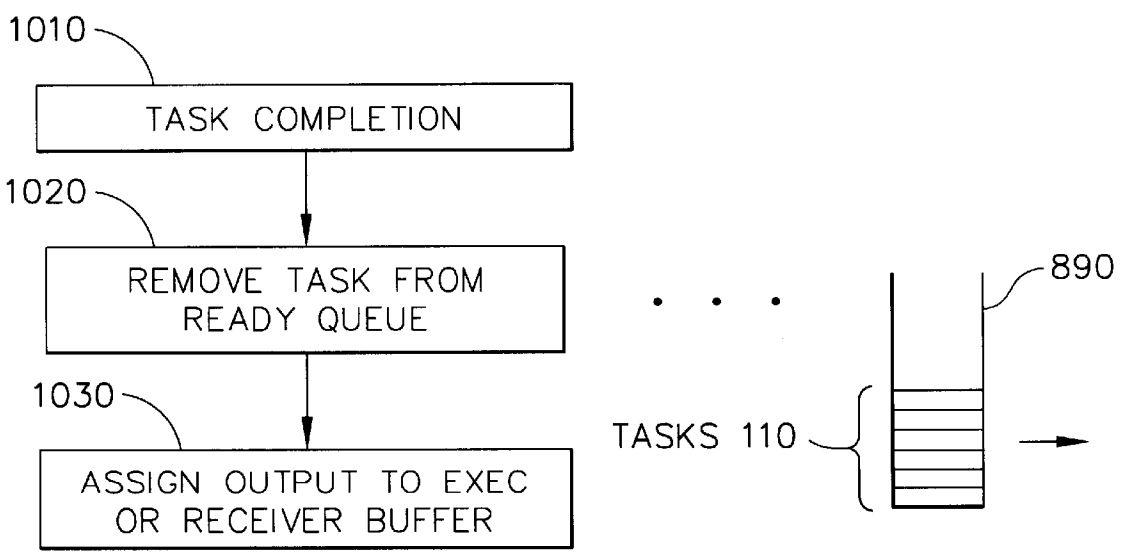 1010
TASK COMPLETION
1020
REMOVE TASK FROM
READY QUEUE
890
1030
TASKS 110
ASSIGN OUTPUT TO EXEC
OR RECEIVER BUFFER